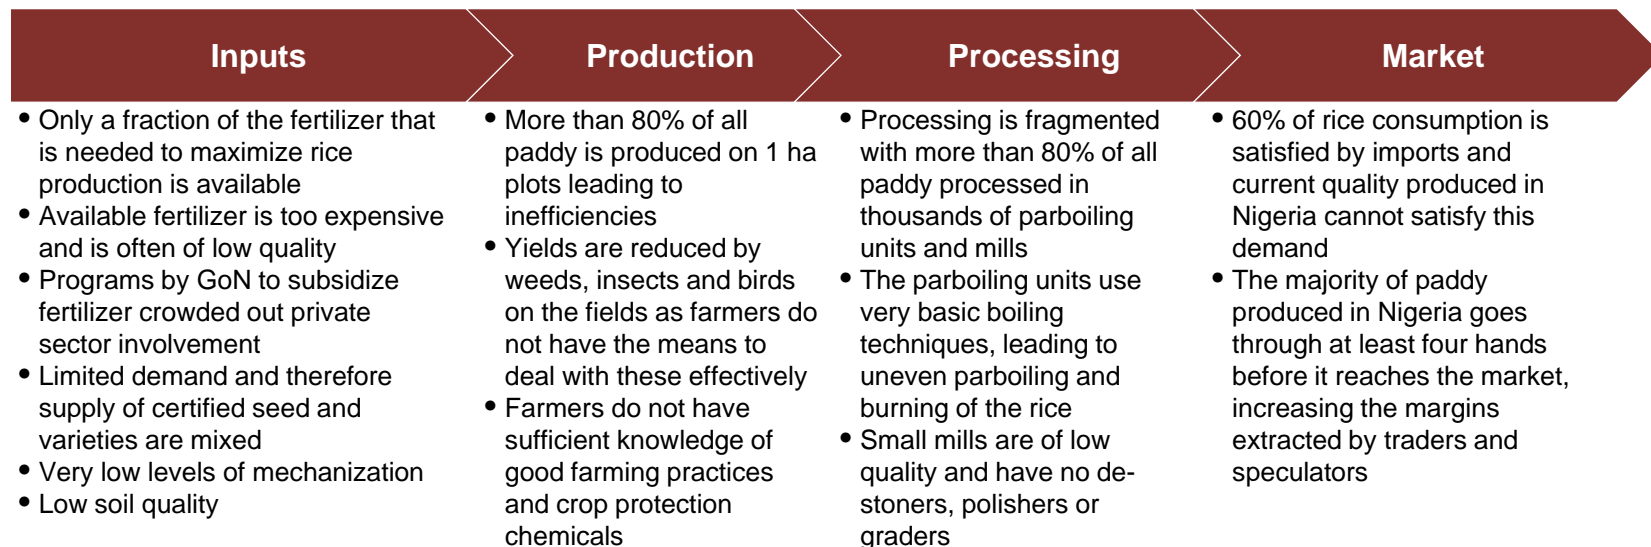 Inputs
Production
Processing
Market
• Only a fraction of the fertilizer that
is needed to maximize rice
production is available
• Available fertilizer is too expensive
and is often of low quality
• Programs by GoN to subsidize
fertilizer crowded out private
sector involvement
• Limited demand and therefore
supply of certified seed and
varieties are mixed
• Very low levels of mechanization
• Low soil quality
• More than 80% of all
paddy is produced on 1 ha
plots leading to
inefficiencies
• Yields are reduced by
weeds, insects and birds
on the fields as farmers do
not have the means to
deal with these effectively
• Farmers do not have
sufficient knowledge of
good farming practices
and crop protection
chemicals
• Processing is fragmented
with more than 80% of all
paddy processed in
thousands of parboiling
units and mills
• The parboiling units use
very basic boiling
techniques, leading to
uneven parboiling and
burning of the rice
• Small mills are of low
quality and have no de-
stoners, polishers or
graders
• 60% of rice consumption is
satisfied by imports and
current quality produced in
Nigeria cannot satisfy this
demand
• The majority of paddy
produced in Nigeria goes
through at least four hands
before it reaches the market,
increasing the margins
extracted by traders and
speculators